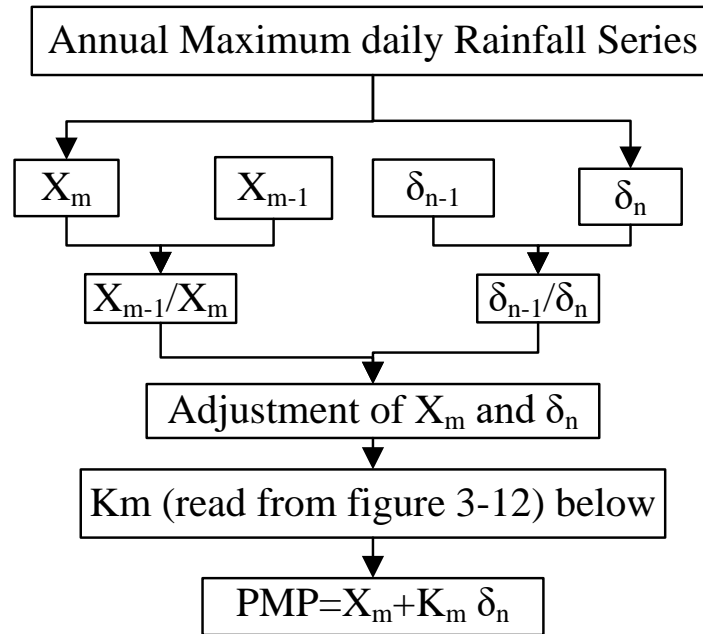 Annual Maximum daily Rainfall Series
Xₘ
Xₘ₋₁
δₙ₋₁
δₙ
Xₘ₋₁/Xₘ
δₙ₋₁/δₙ
Adjustment of Xₘ and δₙ
Km (read from figure 3-12) below
PMP=Xₘ+Kₘ δₙ